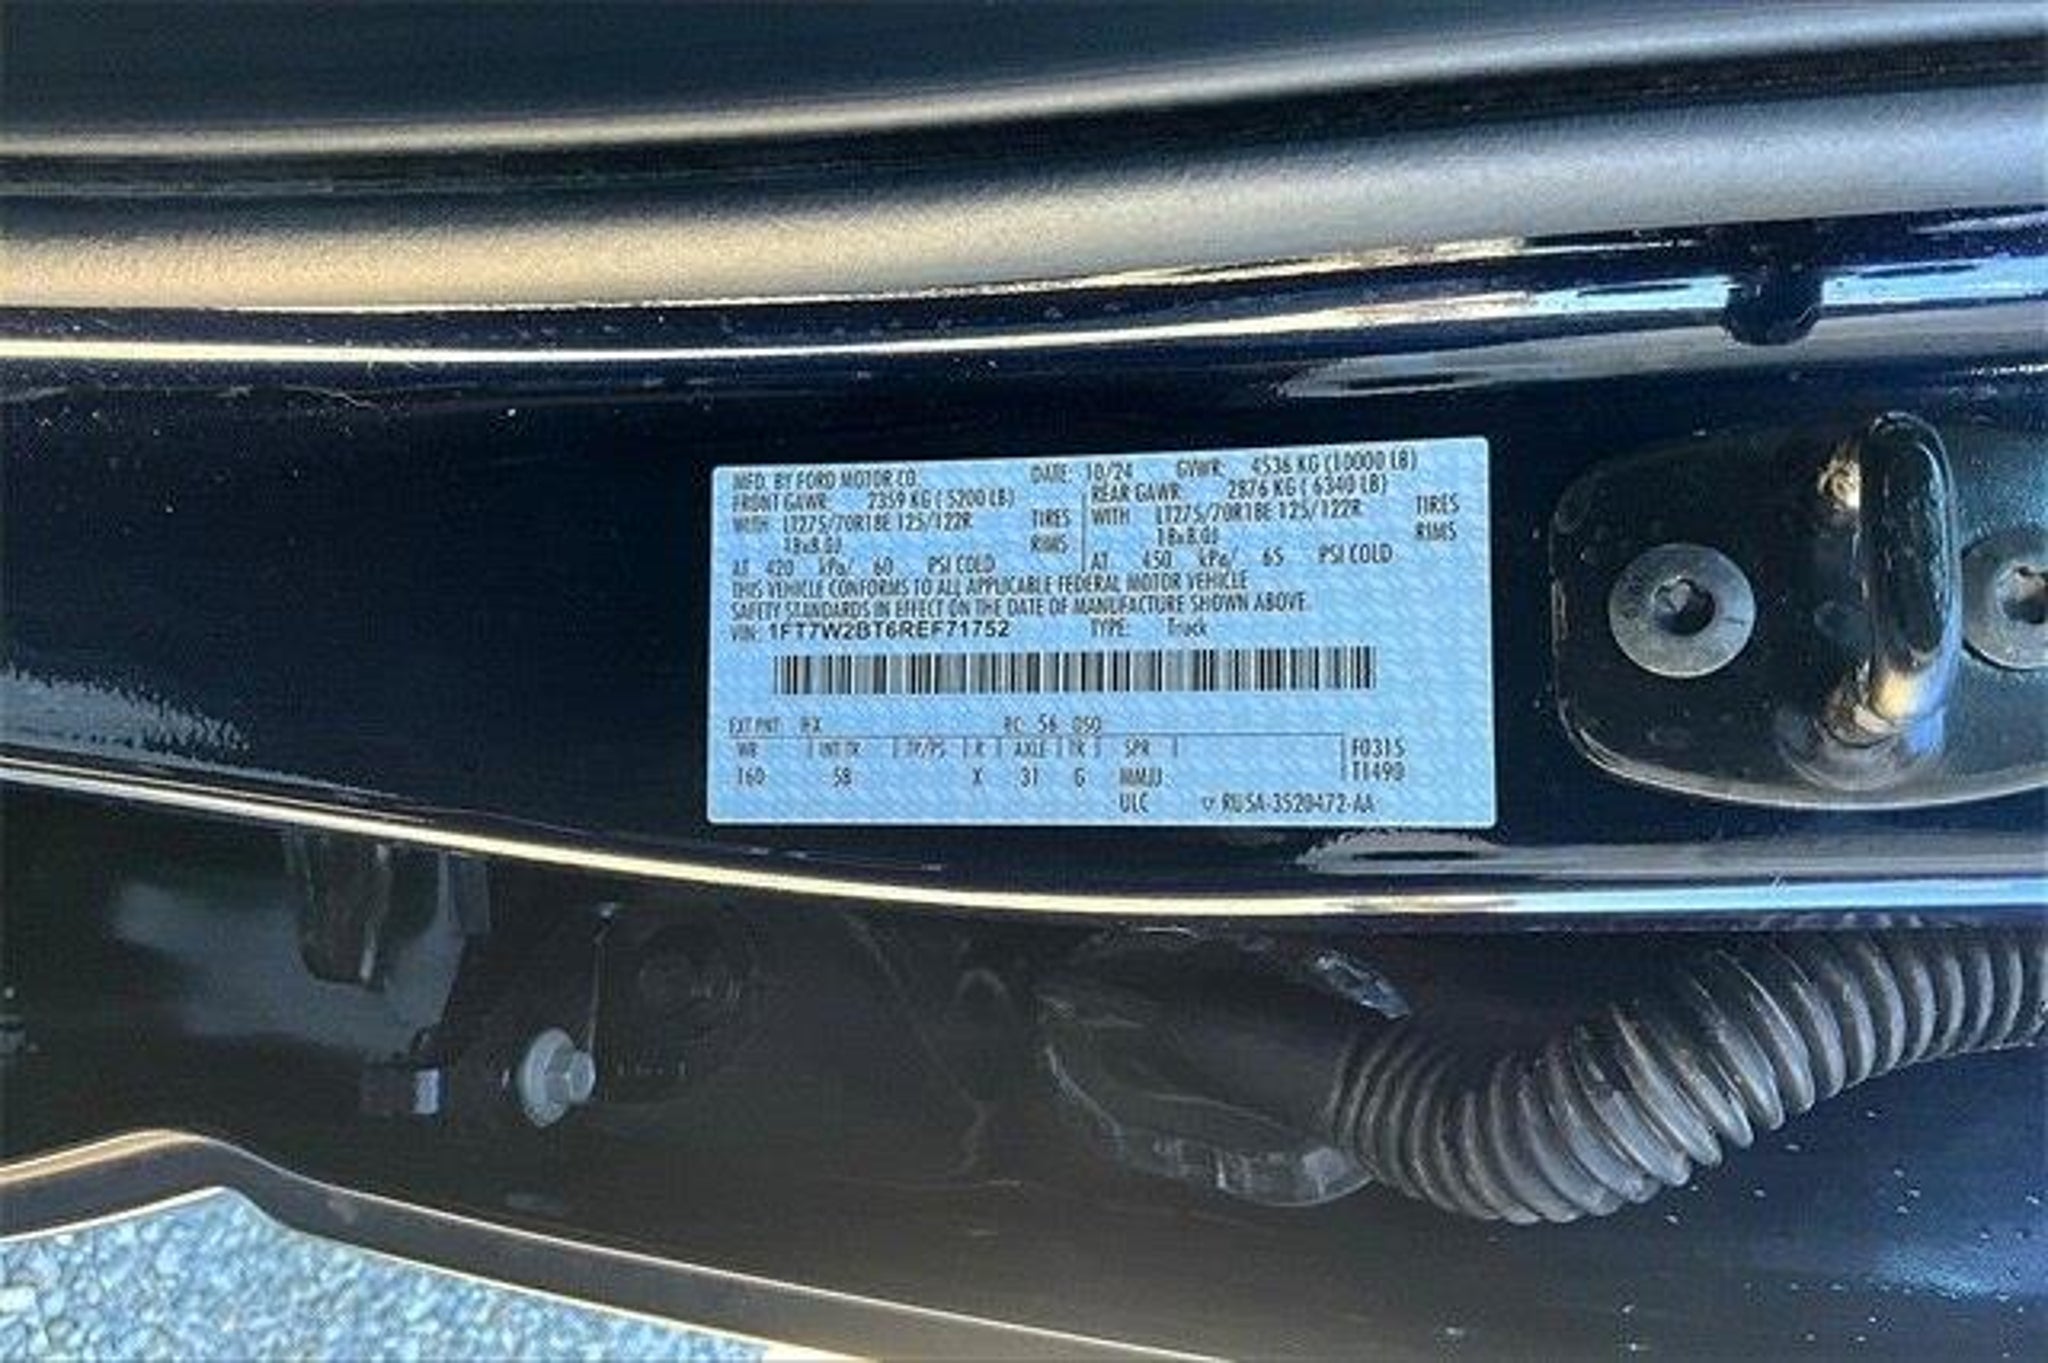 MFD. BY FORD MOTOR CO. DATE: 10/24 GVWR: 4536 KG (10000 LB)
FRONT GAWR: 2359 KG ( 5200 LB) REAR GAWR: 2876 KG ( 6340 LB)
WITH LT275/70R18E 125/122R TIRES WITH LT275/70R18E 125/122R TIRES
18x8.0J RIMS 18x8.0J RIMS
AT 420 kPa/ 60 PSI COLD AT 450 kPa/ 65 PSI COLD
THIS VEHICLE CONFORMS TO ALL APPLICABLE FEDERAL MOTOR VEHICLE
SAFETY STANDARDS IN EFFECT ON THE DATE OF MANUFACTURE SHOWN ABOVE.
VIN: 1FT7W2BT6REF71752 TYPE: Truck
EXT PNT: RC: 56 DSO:
WB INT TR TP/PS R AXLE TR SPR F0315
160 5B X 31 G MMJJ T1490
ULC RU5A-3520472-AA